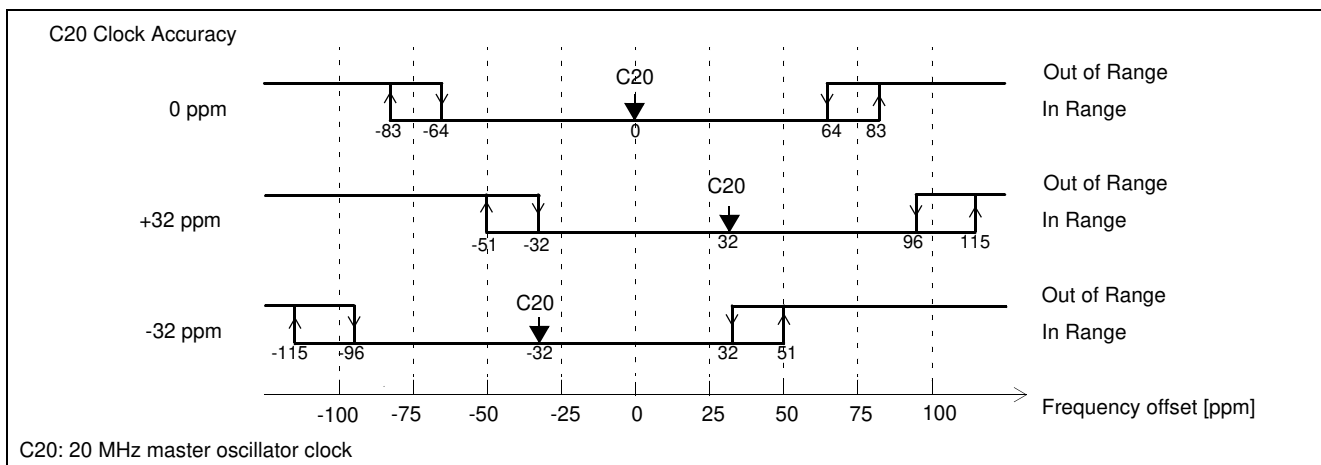 C20 Clock Accuracy
C20
Out of Range
0 ppm
In Range
-83 -64 0 64 83
C20
Out of Range
+32 ppm
In Range
-51 -32 32 96 115
C20
Out of Range
-32 ppm
In Range
-115 -96 -32 32 51
-100 -75 -50 -25 0 25 50 75 100 Frequency offset [ppm]
C20: 20 MHz master oscillator clock